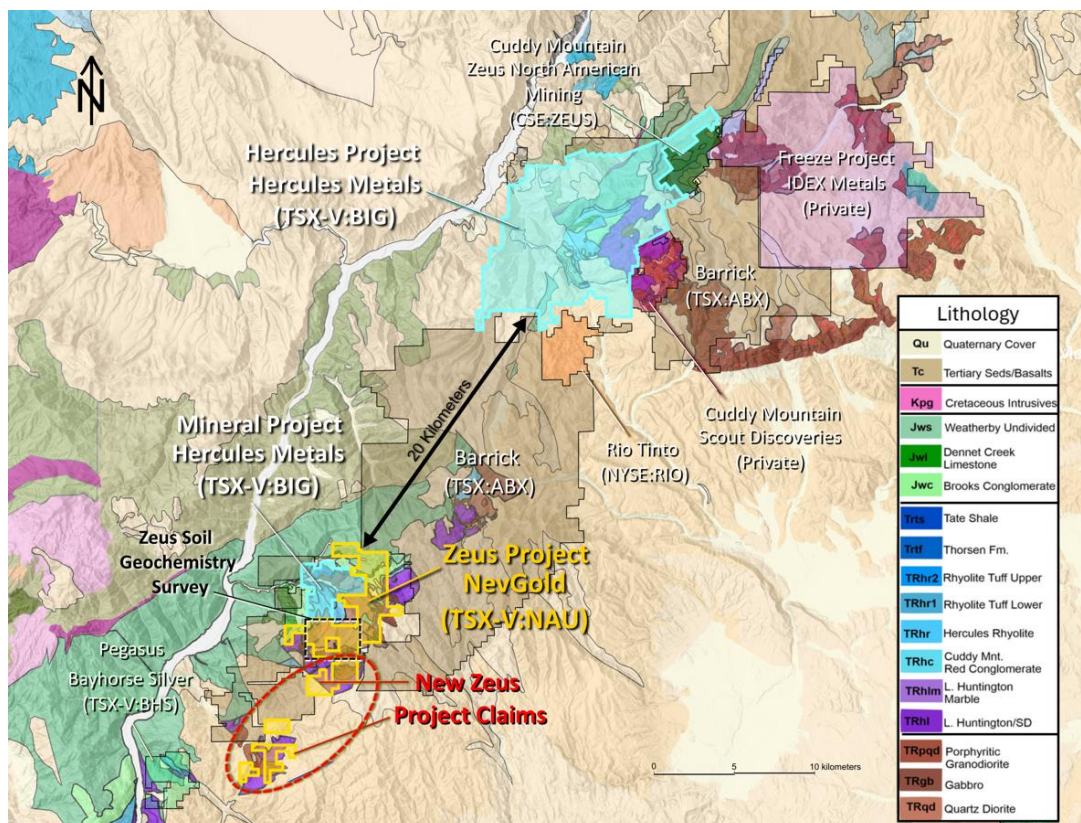 N
Cuddy Mountain
Zeus North American
Mining
(CSE:ZEUS)
Hercules Project
Hercules Metals
(TSX-V:BIG)
Freeze Project
IDEX Metals
(Private)
Barrick
(TSX:ABX)
20 Kilometers
Cuddy Mountain
Scout Discoveries
(Private)
Rio Tinto
(NYSE:RIO)
Mineral Project
Hercules Metals
(TSX-V:BIG)
Barrick
(TSX:ABX)
Zeus Soil
Geochemistry
Survey
Zeus Project
NevGold
(TSX-V:NAU)
Pegasus
Bayhorse Silver
(TSX-V:BHS)
New Zeus
Project Claims
0 5 10 kilometers
Lithology
Qu Quaternary Cover
Tc Tertiary Seds/Basalts
Kpg Cretaceous Intrusives
Jws Weatherby Undivided
Jwl Dennet Creek
Limestone
Jwc Brooks Conglomerate
Trts Tate Shale
Trtf Thorsen Fm.
TRhr2 Rhyolite Tuff Upper
TRhr1 Rhyolite Tuff Lower
TRhr Hercules Rhyolite
TRhc Cuddy Mnt.
Red Conglomerate
TRhlm L. Huntington
Marble
TRhl L. Huntington/SD
TRpqd Porphyritic
Granodiorite
TRgb Gabbro
TRqd Quartz Diorite